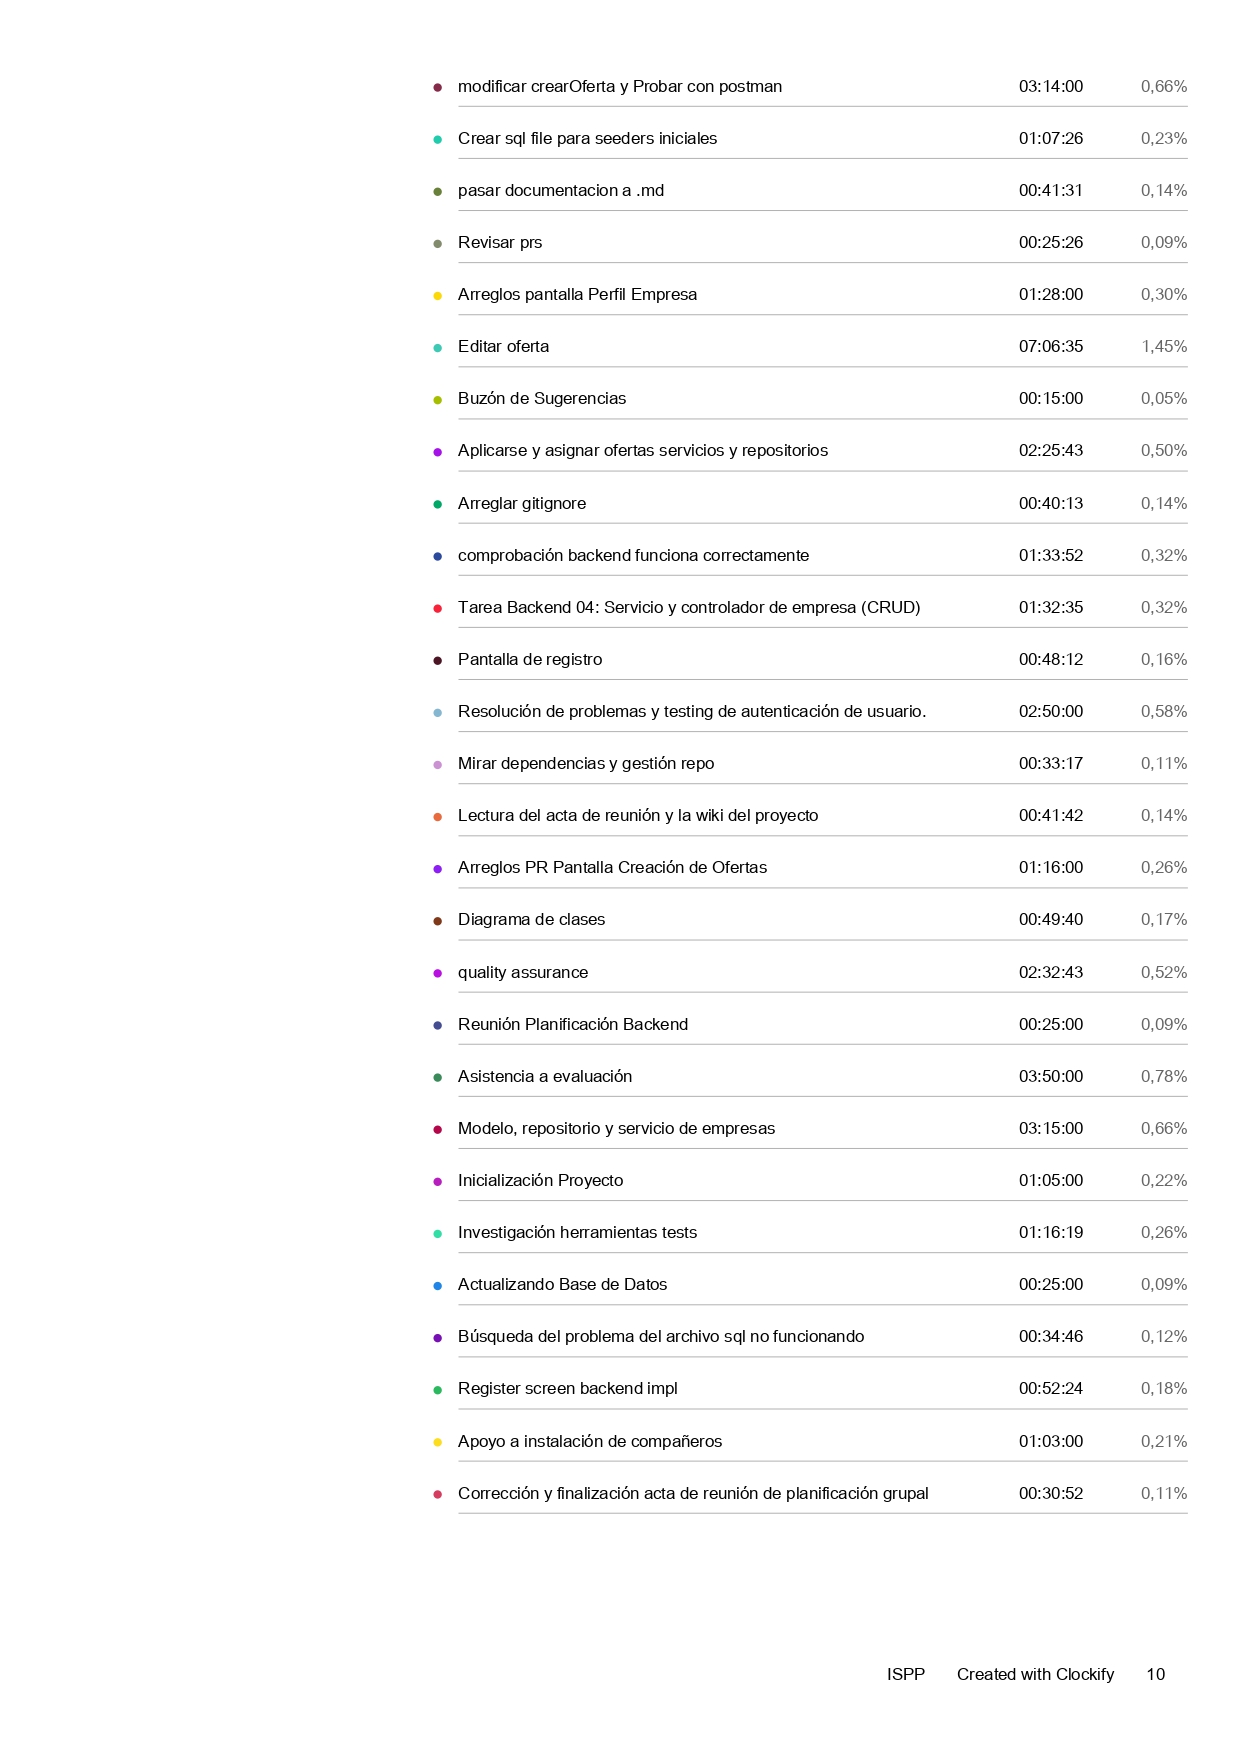 modificar crearOferta y Probar con postman 03:14:00 0,66%
Crear sql file para seeders iniciales 01:07:26 0,23%
pasar documentacion a .md 00:41:31 0,14%
Revisar prs 00:25:26 0,09%
Arreglos pantalla Perfil Empresa 01:28:00 0,30%
Editar oferta 07:06:35 1,45%
Buzón de Sugerencias 00:15:00 0,05%
Aplicarse y asignar ofertas servicios y repositorios 02:25:43 0,50%
Arreglar gitignore 00:40:13 0,14%
comprobación backend funciona correctamente 01:33:52 0,32%
Tarea Backend 04: Servicio y controlador de empresa (CRUD) 01:32:35 0,32%
Pantalla de registro 00:48:12 0,16%
Resolución de problemas y testing de autenticación de usuario. 02:50:00 0,58%
Mirar dependencias y gestión repo 00:33:17 0,11%
Lectura del acta de reunión y la wiki del proyecto 00:41:42 0,14%
Arreglos PR Pantalla Creación de Ofertas 01:16:00 0,26%
Diagrama de clases 00:49:40 0,17%
quality assurance 02:32:43 0,52%
Reunión Planificación Backend 00:25:00 0,09%
Asistencia a evaluación 03:50:00 0,78%
Modelo, repositorio y servicio de empresas 03:15:00 0,66%
Inicialización Proyecto 01:05:00 0,22%
Investigación herramientas tests 01:16:19 0,26%
Actualizando Base de Datos 00:25:00 0,09%
Búsqueda del problema del archivo sql no funcionando 00:34:46 0,12%
Register screen backend impl 00:52:24 0,18%
Apoyo a instalación de compañeros 01:03:00 0,21%
Corrección y finalización acta de reunión de planificación grupal 00:30:52 0,11%
ISPP Created with Clockify 10